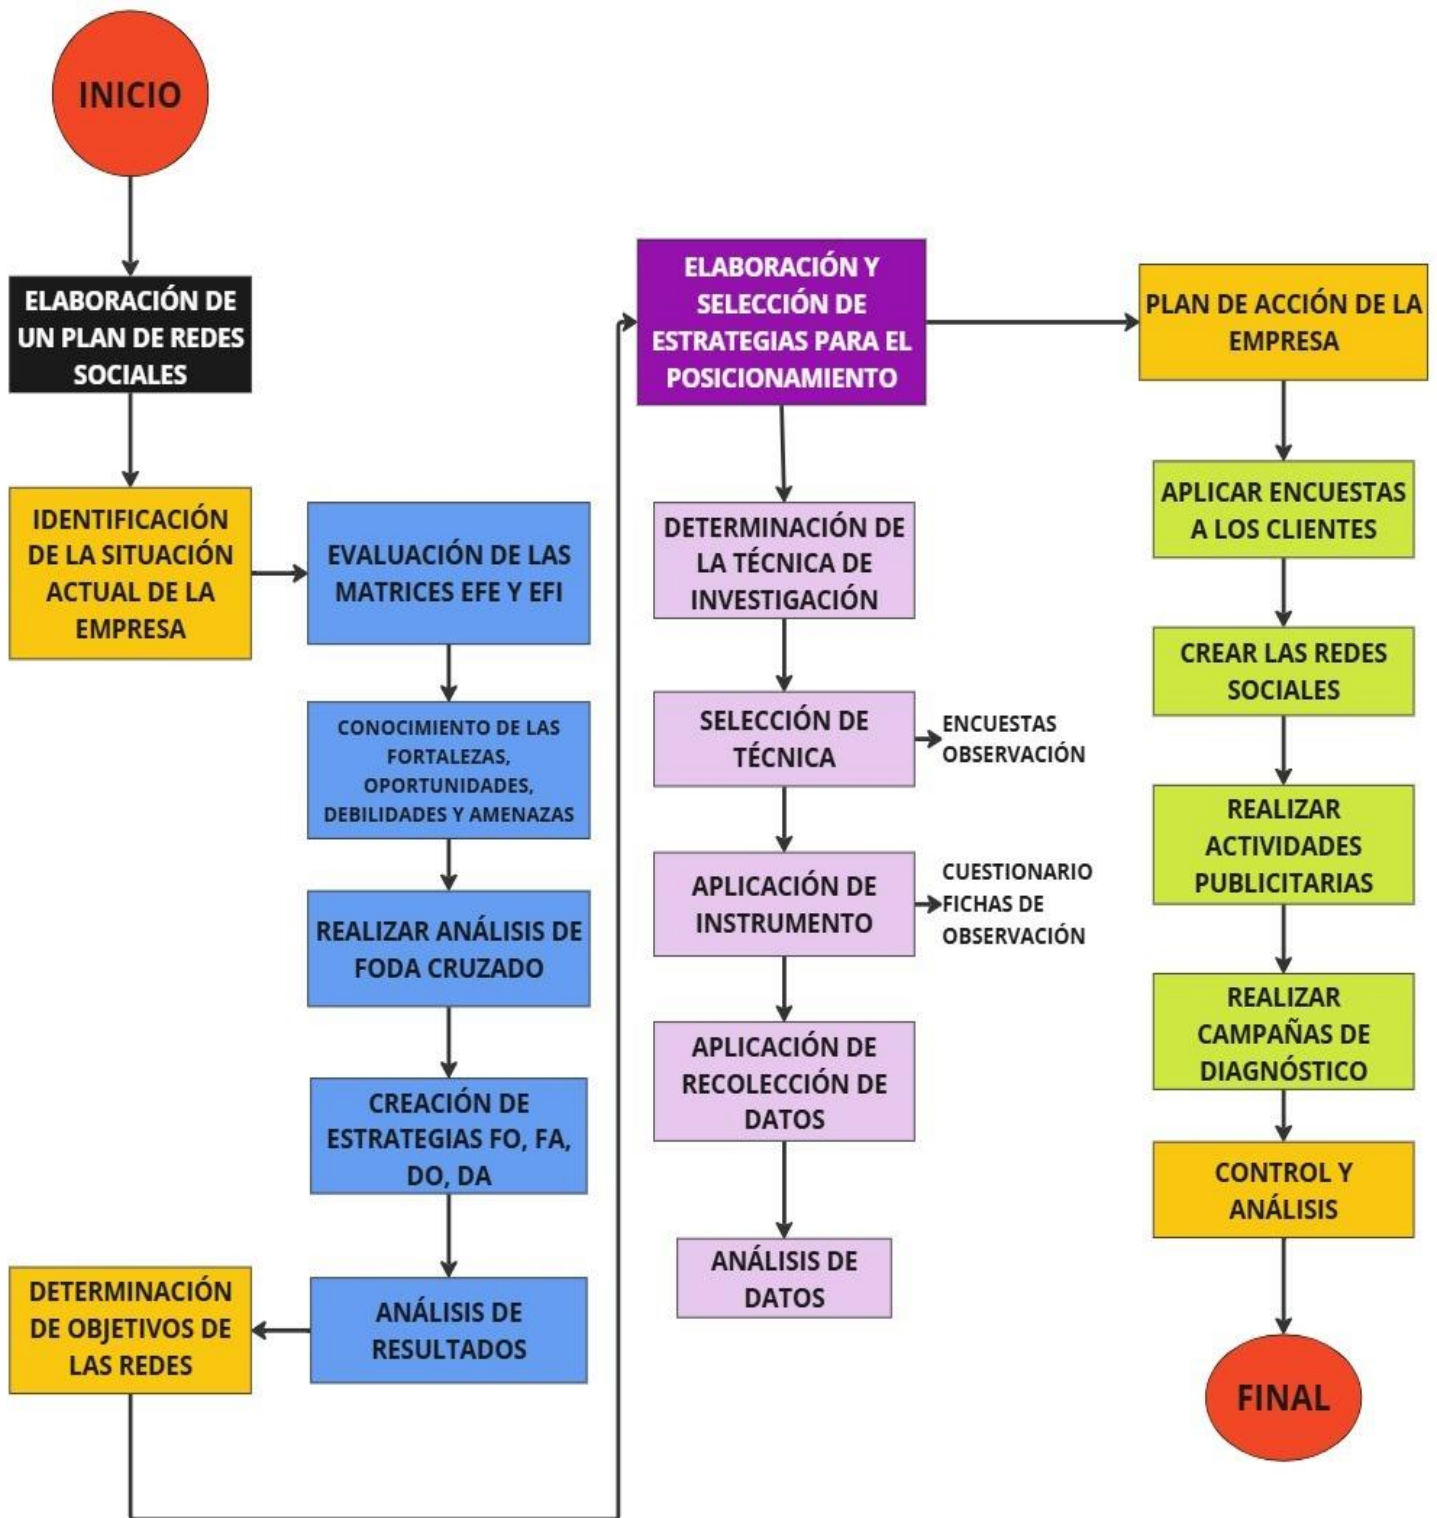 INICIO
ELABORACIÓN DE
UN PLAN DE REDES
SOCIALES
IDENTIFICACIÓN
DE LA SITUACIÓN
ACTUAL DE LA
EMPRESA
EVALUACIÓN DE LAS
MATRICES EFE Y EFI
CONOCIMIENTO DE LAS
FORTALEZAS,
OPORTUNIDADES,
DEBILIDADES Y AMENAZAS
REALIZAR ANÁLISIS DE
FODA CRUZADO
CREACIÓN DE
ESTRATEGIAS FO, FA,
DO, DA
ANÁLISIS DE
RESULTADOS
DETERMINACIÓN
DE OBJETIVOS DE
LAS REDES
ELABORACIÓN Y
SELECCIÓN DE
ESTRATEGIAS PARA EL
POSICIONAMIENTO
DETERMINACIÓN DE
LA TÉCNICA DE
INVESTIGACIÓN
SELECCIÓN DE
TÉCNICA
ENCUESTAS
OBSERVACIÓN
APLICACIÓN DE
INSTRUMENTO
CUESTIONARIO
FICHAS DE
OBSERVACIÓN
APLICACIÓN DE
RECOLECCIÓN DE
DATOS
ANÁLISIS DE
DATOS
PLAN DE ACCIÓN DE LA
EMPRESA
APLICAR ENCUESTAS
A LOS CLIENTES
CREAR LAS REDES
SOCIALES
REALIZAR
ACTIVIDADES
PUBLICITARIAS
REALIZAR
CAMPAÑAS DE
DIAGNÓSTICO
CONTROL Y
ANÁLISIS
FINAL